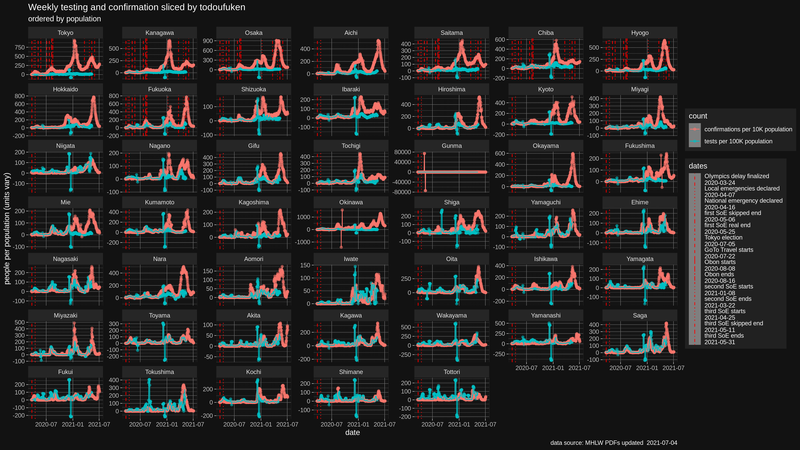 Weekly testing and confirmation sliced by todoufuken
ordered by population
Tokyo
Kanagawa
Osaka
Aichi
Saitama
Chiba
Hyogo
Hokkaido
Fukuoka
Shizuoka
Ibaraki
Hiroshima
Kyoto
Miyagi
Niigata
Nagano
Gifu
Tochigi
Gunma
Okayama
Fukushima
Mie
Kumamoto
Kagoshima
Okinawa
Shiga
Yamaguchi
Ehime
Nagasaki
Nara
Aomori
Iwate
Oita
Ishikawa
Yamagata
Miyazaki
Toyama
Akita
Kagawa
Wakayama
Yamanashi
Saga
Fukui
Tokushima
Kochi
Shimane
Tottori
people per population (units vary)
2020-07 2021-01 2021-07
date
count
confirmations per 10K population
tests per 100K population
dates
Olympics delay finalized
2020-03-24
Local emergencies declared
2020-04-07
National emergency declared
2020-04-16
first SoE skipped end
2020-05-06
first SoE real end
2020-05-25
Tokyo election
2020-07-05
GoTo Travel starts
2020-07-22
Obon starts
2020-08-08
Obon ends
2020-08-16
second SoE starts
2021-01-08
second SoE ends
2021-03-22
third SoE starts
2021-04-25
third SoE skipped end
2021-05-11
third SoE ends
2021-05-31
data source: MHLW PDFs updated 2021-07-04